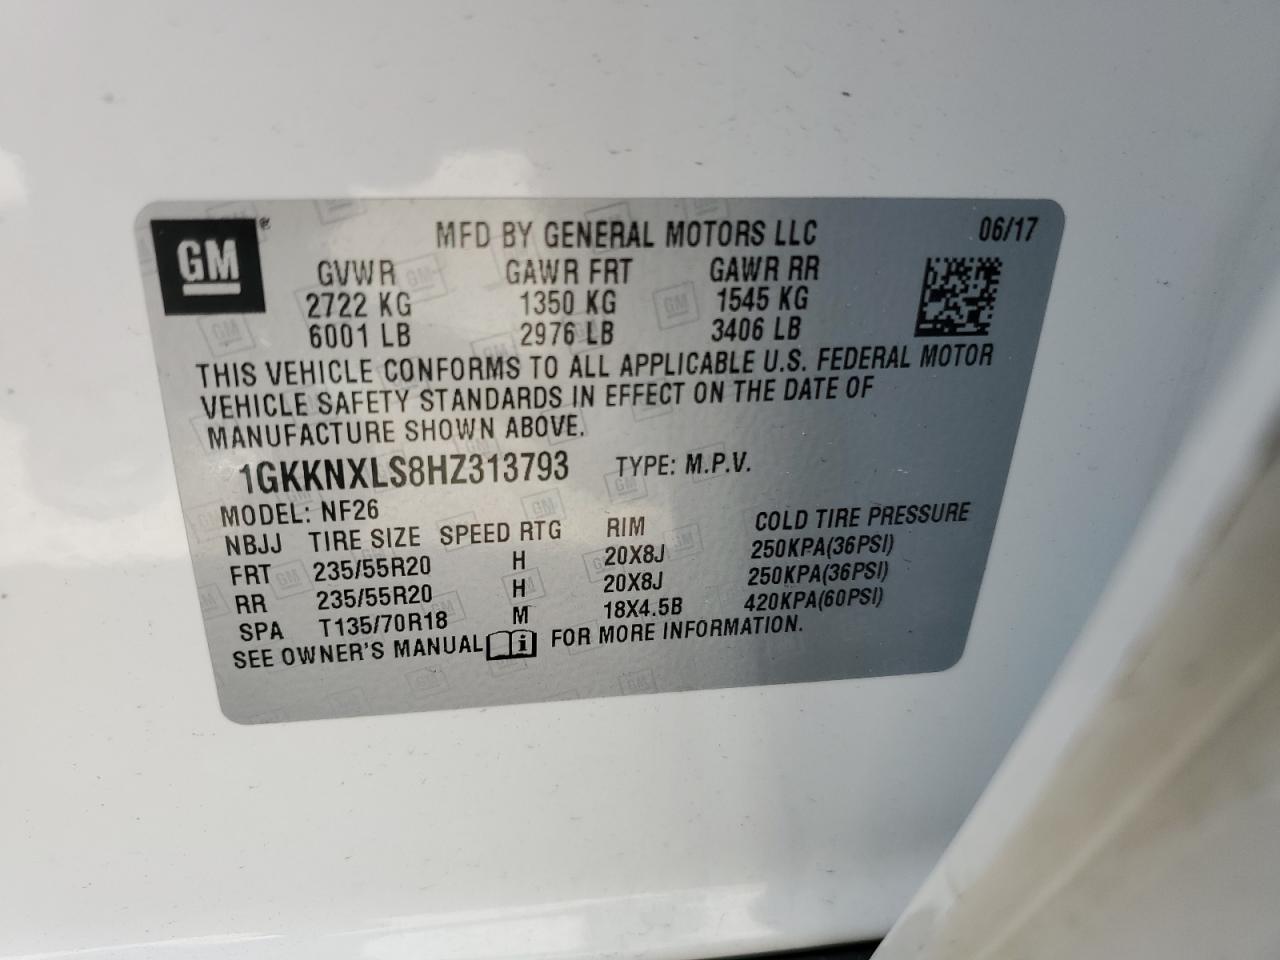 GM ® MFD BY GENERAL MOTORS LLC 06/17
GVWR GAWR FRT GAWR RR
2722 KG 1350 KG 1545 KG
6001 LB 2976 LB 3406 LB
THIS VEHICLE CONFORMS TO ALL APPLICABLE U.S. FEDERAL MOTOR
VEHICLE SAFETY STANDARDS IN EFFECT ON THE DATE OF
MANUFACTURE SHOWN ABOVE.
1GKKNXLS8HZ313793 TYPE: M.P.V.
MODEL: NF26
NBJJ TIRE SIZE SPEED RTG RIM COLD TIRE PRESSURE
FRT 235/55R20 H 20X8J 250KPA(36PSI)
RR 235/55R20 H 20X8J 250KPA(36PSI)
SPA T135/70R18 M 18X4.5B 420KPA(60PSI)
SEE OWNER'S MANUAL i FOR MORE INFORMATION.